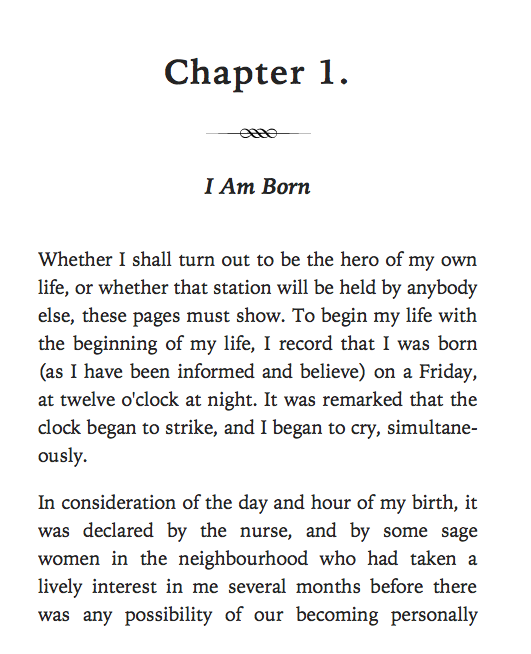 Chapter 1.
I Am Born
Whether I shall turn out to be the hero of my own
life, or whether that station will be held by anybody
else, these pages must show. To begin my life with
the beginning of my life, I record that I was born
(as I have been informed and believe) on a Friday,
at twelve o'clock at night. It was remarked that the
clock began to strike, and I began to cry, simultane-
ously.
In consideration of the day and hour of my birth, it
was declared by the nurse, and by some sage
women in the neighbourhood who had taken a
lively interest in me several months before there
was any possibility of our becoming personally